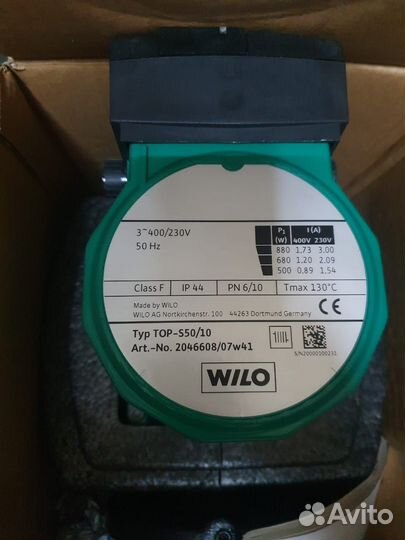 3~400/230V
50 Hz
P1 (W) I (A)
400V 230V
880 1.73 3.00
680 1.20 2.09
500 0.89 1.54
Class F IP 44 PN 6/10 Tmax 130°C
Made by WILO
WILO AG Nortkirchenstr. 100 44263 Dortmund Germany
Typ TOP-S50/10
Art.-No. 2046608/07w41
S/N20000100231
WILO
Avito